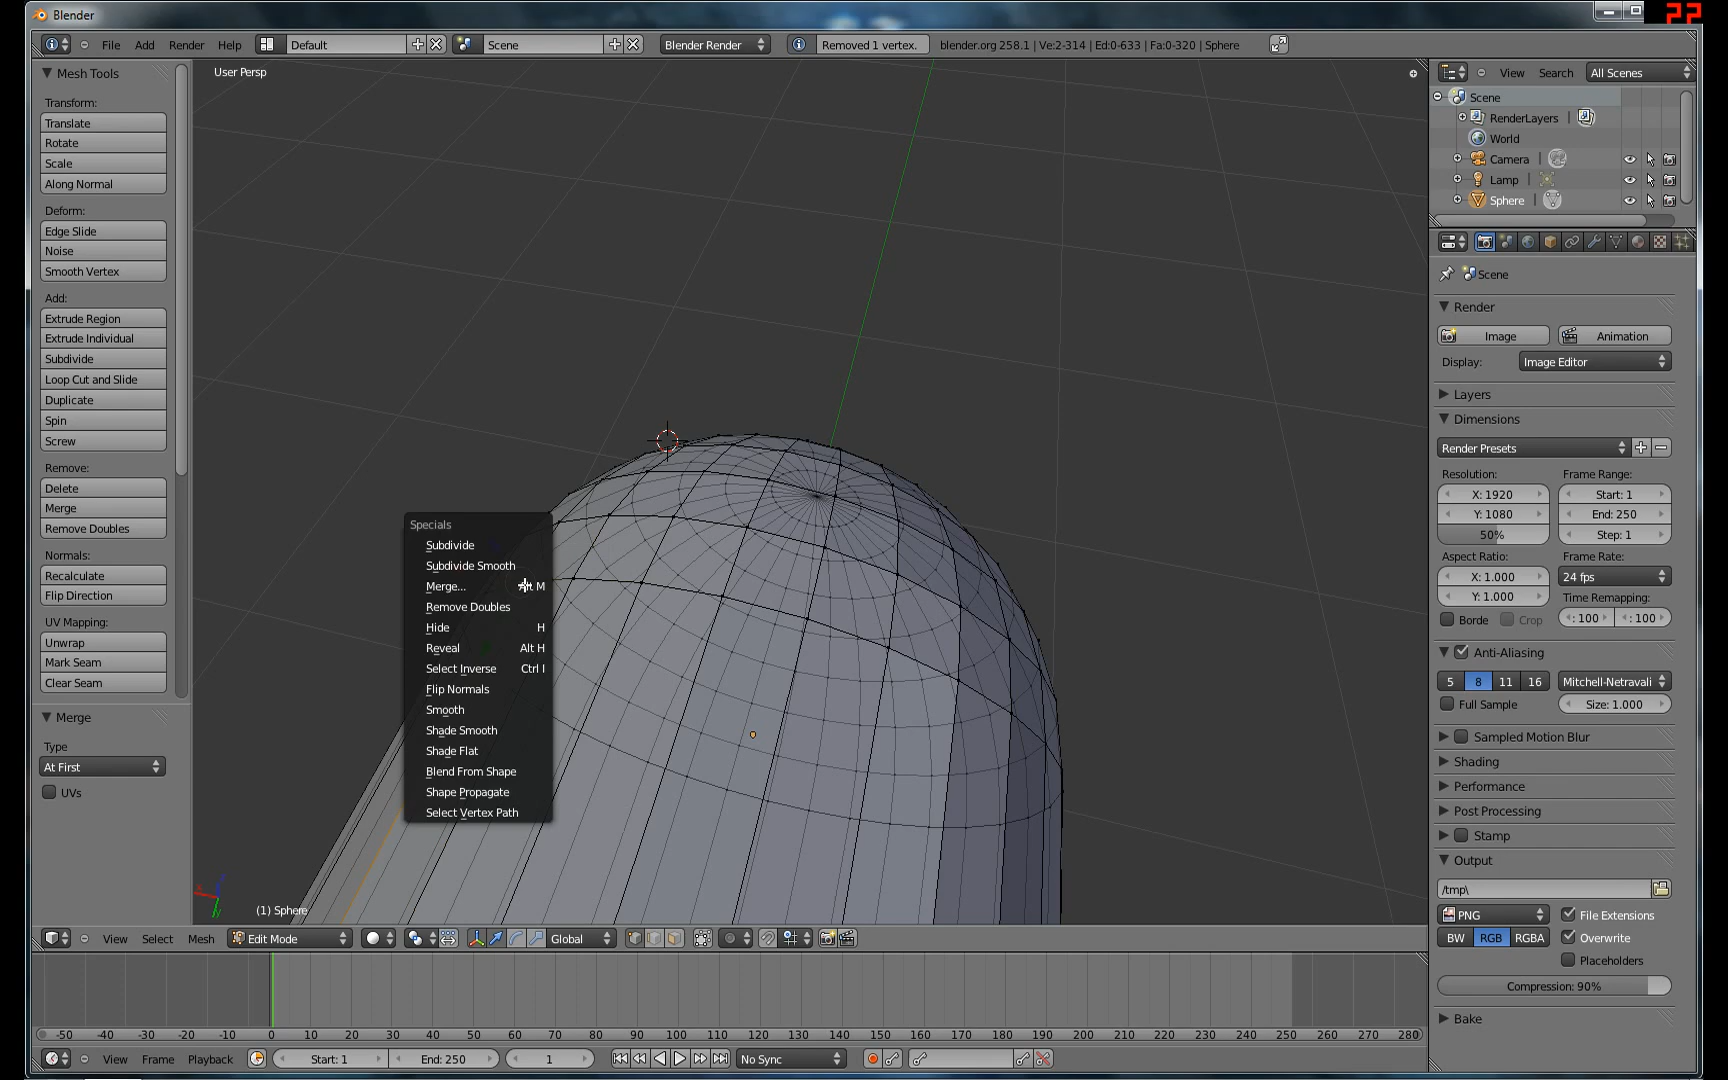 Blender
22
File Add Render Help Default Scene Blender Render Removed 1 vertex. blender.org 258.1 | Ve:2-314 | Ed:0-633 | Fa:0-320 | Sphere
Mesh Tools
Transform:
Translate
Rotate
Scale
Along Normal
Deform:
Edge Slide
Noise
Smooth Vertex
Add:
Extrude Region
Extrude Individual
Subdivide
Loop Cut and Slide
Duplicate
Spin
Screw
Remove:
Delete
Merge
Remove Doubles
Normals:
Recalculate
Flip Direction
UV Mapping:
Unwrap
Mark Seam
Clear Seam
Merge
Type
At First
UVs
User Persp
Specials
Subdivide
Subdivide Smooth
Merge... M
Remove Doubles
Hide H
Reveal Alt H
Select Inverse Ctrl I
Flip Normals
Smooth
Shade Smooth
Shade Flat
Blend From Shape
Shape Propagate
Select Vertex Path
(1) Sphere
View Select Mesh Edit Mode Global
-50 -40 -30 -20 -10 0 10 20 30 40 50 60 70 80 90 100 110 120 130 140 150 160 170 180 190 200 210 220 230 240 250 260 270 280
View Frame Playback Start: 1 End: 250 1 No Sync
View Search All Scenes
Scene
RenderLayers |
World
Camera |
Lamp |
Sphere |
Scene
Render
Image Animation
Display: Image Editor
Layers
Dimensions
Render Presets
Resolution: Frame Range:
X: 1920 Start: 1
Y: 1080 End: 250
50% Step: 1
Aspect Ratio: Frame Rate:
X: 1.000 24 fps
Y: 1.000 Time Remapping:
Borde Crop : 100 : 100
Anti-Aliasing
5 8 11 16 Mitchell-Netravali
Full Sample Size: 1.000
Sampled Motion Blur
Shading
Performance
Post Processing
Stamp
Output
/tmp\
PNG File Extensions
BW RGB RGBA Overwrite
Placeholders
Compression: 90%
Bake